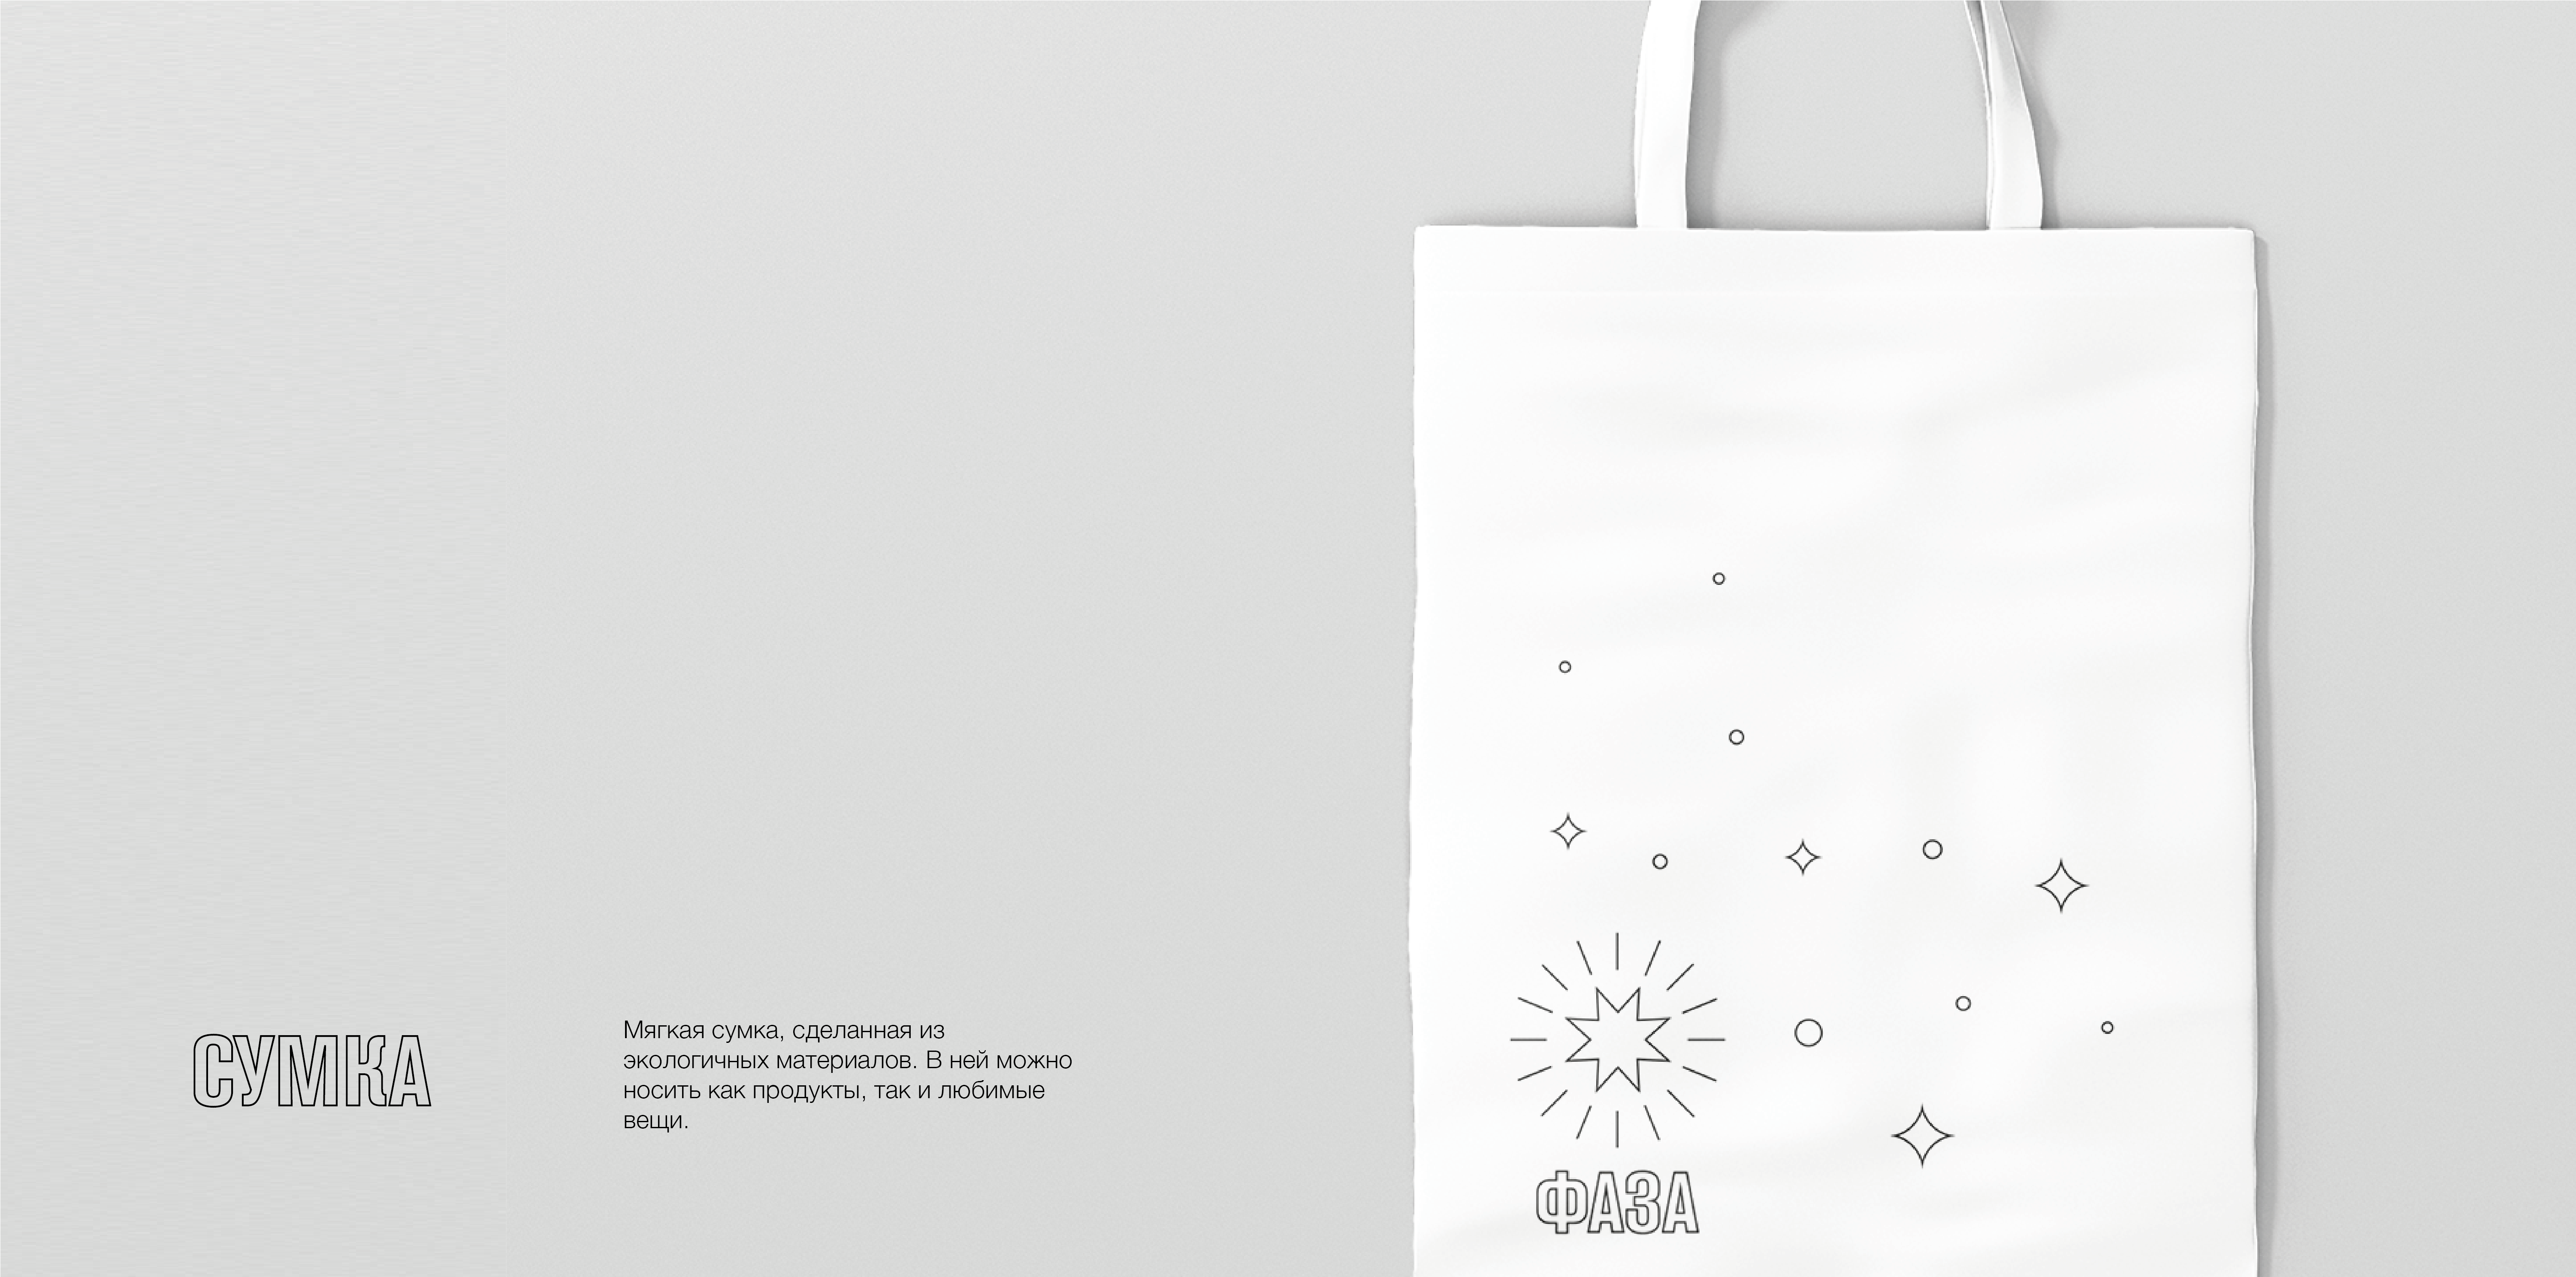 СУМКА
Мягкая сумка, сделанная из
экологичных материалов. В ней можно
носить как продукты, так и любимые
вещи.
ФАЗА